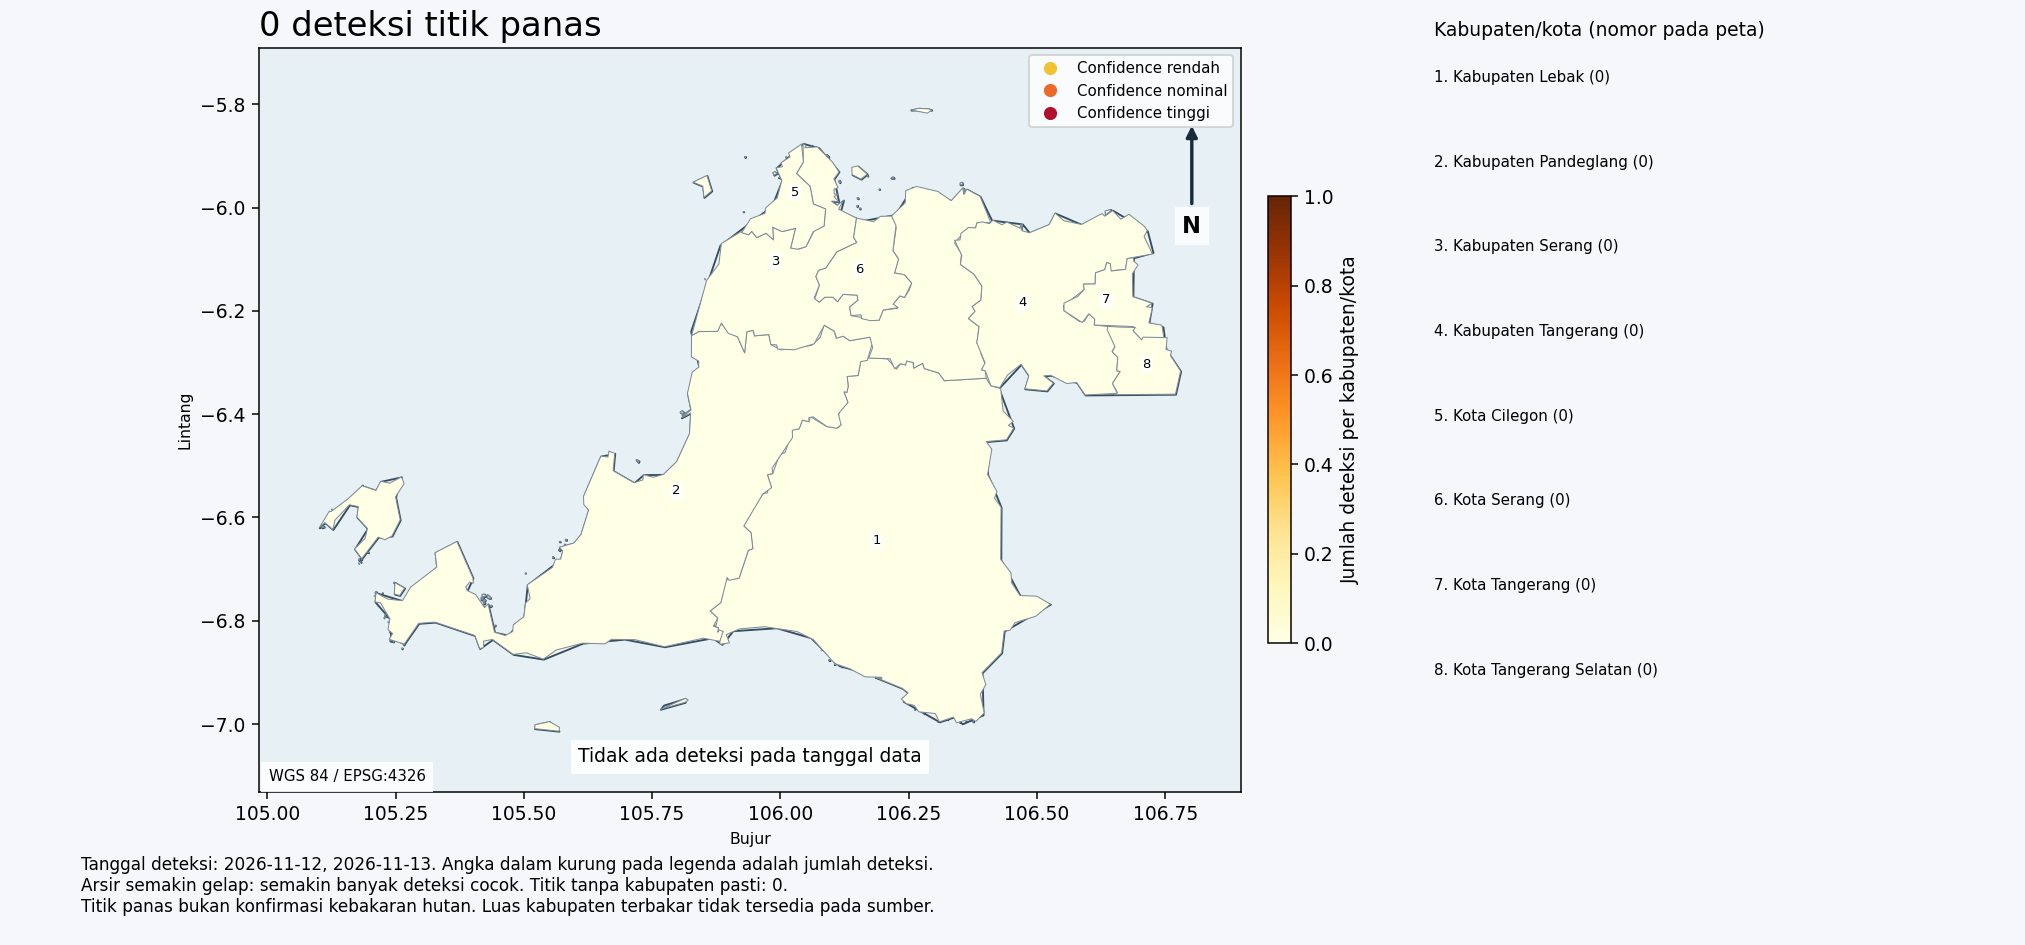 0 deteksi titik panas
Confidence rendah
Confidence nominal
Confidence tinggi
N
−5.8
−6.0
−6.2
−6.4
−6.6
−6.8
−7.0
Lintang
5
3
6
4
7
8
2
1
Tidak ada deteksi pada tanggal data
WGS 84 / EPSG:4326
105.00 105.25 105.50 105.75 106.00 106.25 106.50 106.75
Bujur
1.0
0.8
0.6
0.4
0.2
0.0
Jumlah deteksi per kabupaten/kota
Kabupaten/kota (nomor pada peta)
1. Kabupaten Lebak (0)
2. Kabupaten Pandeglang (0)
3. Kabupaten Serang (0)
4. Kabupaten Tangerang (0)
5. Kota Cilegon (0)
6. Kota Serang (0)
7. Kota Tangerang (0)
8. Kota Tangerang Selatan (0)
Tanggal deteksi: 2026-11-12, 2026-11-13. Angka dalam kurung pada legenda adalah jumlah deteksi.
Arsir semakin gelap: semakin banyak deteksi cocok. Titik tanpa kabupaten pasti: 0.
Titik panas bukan konfirmasi kebakaran hutan. Luas kabupaten terbakar tidak tersedia pada sumber.